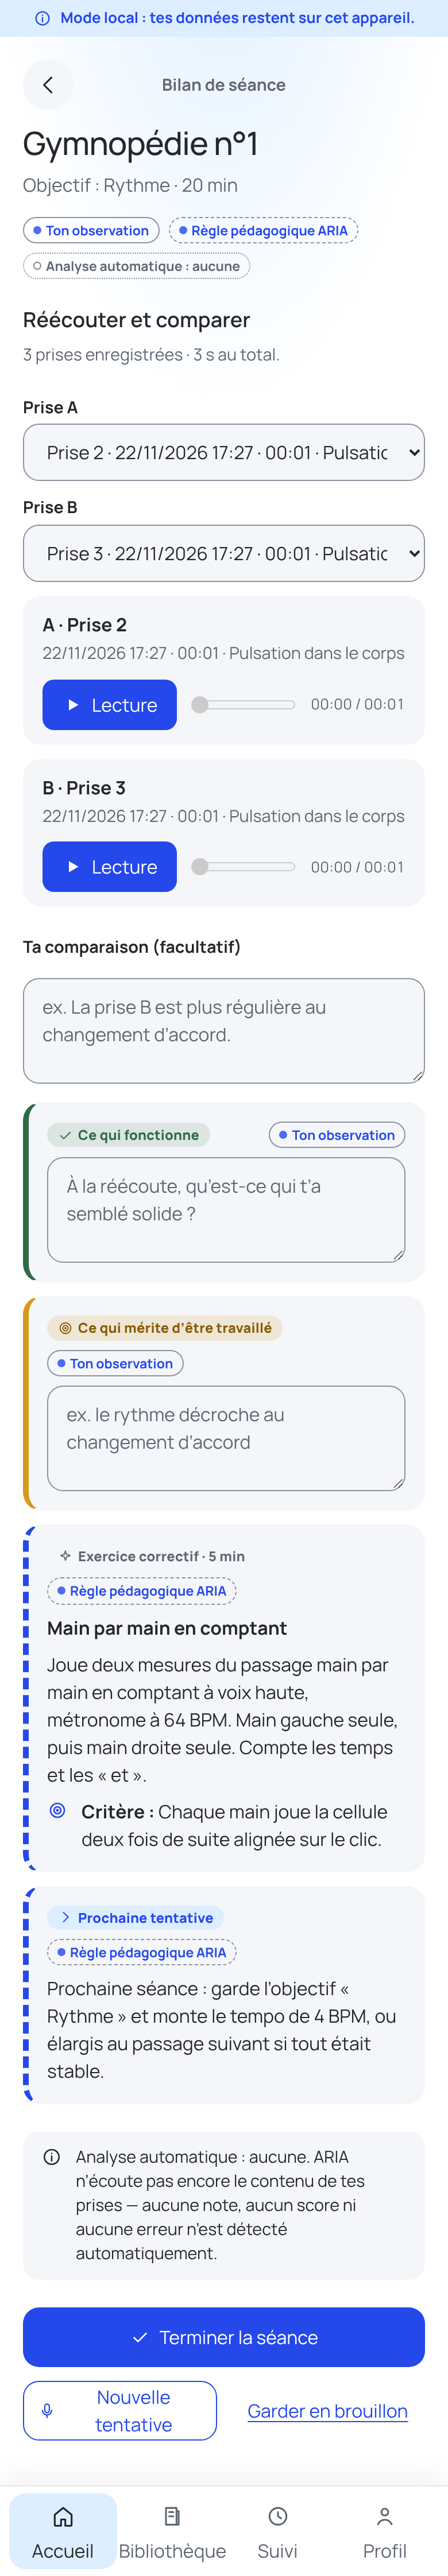 Mode local : tes données restent sur cet appareil.
Bilan de séance
Gymnopédie n°1
Objectif : Rythme · 20 min
Ton observation
Règle pédagogique ARIA
Analyse automatique : aucune
Réécouter et comparer
3 prises enregistrées · 3 s au total.
Prise A
Prise 2 · 22/11/2026 17:27 · 00:01 · Pulsatic
Prise B
Prise 3 · 22/11/2026 17:27 · 00:01 · Pulsatic
A · Prise 2
22/11/2026 17:27 · 00:01 · Pulsation dans le corps
Lecture
00:00 / 00:01
B · Prise 3
22/11/2026 17:27 · 00:01 · Pulsation dans le corps
Lecture
00:00 / 00:01
Ta comparaison (facultatif)
ex. La prise B est plus régulière au
changement d’accord.
Ce qui fonctionne
Ton observation
À la réécoute, qu’est-ce qui t’a
semblé solide ?
Ce qui mérite d’être travaillé
Ton observation
ex. le rythme décroche au
changement d’accord
Exercice correctif · 5 min
Règle pédagogique ARIA
Main par main en comptant
Joue deux mesures du passage main par
main en comptant à voix haute,
métronome à 64 BPM. Main gauche seule,
puis main droite seule. Compte les temps
et les « et ».
Critère : Chaque main joue la cellule
deux fois de suite alignée sur le clic.
Prochaine tentative
Règle pédagogique ARIA
Prochaine séance : garde l’objectif «
Rythme » et monte le tempo de 4 BPM, ou
élargis au passage suivant si tout était
stable.
Analyse automatique : aucune. ARIA
n’écoute pas encore le contenu de tes
prises — aucune note, aucun score ni
aucune erreur n’est détecté
automatiquement.
Terminer la séance
Nouvelle
tentative
Garder en brouillon
Accueil
Bibliothèque
Suivi
Profil